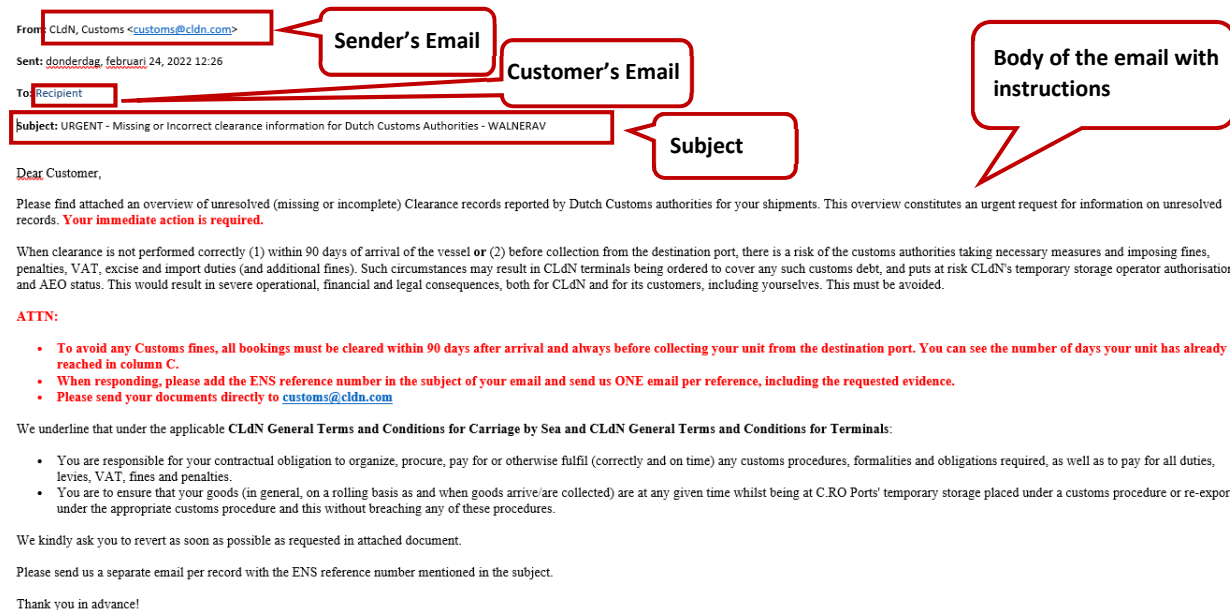 From: CLdN, Customs <customs@cldn.com>
Sender's Email
Sent: donderdag, februari 24, 2022 12:26
Customer's Email
Body of the email with
instructions
To: Recipient
Subject: URGENT - Missing or Incorrect clearance information for Dutch Customs Authorities - WALNERAV
Subject
Dear Customer,
Please find attached an overview of unresolved (missing or incomplete) Clearance records reported by Dutch Customs authorities for your shipments. This overview constitutes an urgent request for information on unresolved
records. Your immediate action is required.
When clearance is not performed correctly (1) within 90 days of arrival of the vessel or (2) before collection from the destination port, there is a risk of the customs authorities taking necessary measures and imposing fines,
penalties, VAT, excise and import duties (and additional fines). Such circumstances may result in CLdN terminals being ordered to cover any such customs debt, and puts at risk CLdN's temporary storage operator authorisation
and AEO status. This would result in severe operational, financial and legal consequences, both for CLdN and for its customers, including yourselves. This must be avoided.
ATTN:
• To avoid any Customs fines, all bookings must be cleared within 90 days after arrival and always before collecting your unit from the destination port. You can see the number of days your unit has already
reached in column C.
• When responding, please add the ENS reference number in the subject of your email and send us ONE email per reference, including the requested evidence.
• Please send your documents directly to customs@cldn.com
We underline that under the applicable CLdN General Terms and Conditions for Carriage by Sea and CLdN General Terms and Conditions for Terminals:
• You are responsible for your contractual obligation to organize, procure, pay for or otherwise fulfil (correctly and on time) any customs procedures, formalities and obligations required, as well as to pay for all duties,
levies, VAT, fines and penalties.
• You are to ensure that your goods (in general, on a rolling basis as and when goods arrive/are collected) are at any given time whilst being at C.RO Ports' temporary storage placed under a customs procedure or re-expor
under the appropriate customs procedure and this without breaching any of these procedures.
We kindly ask you to revert as soon as possible as requested in attached document.
Please send us a separate email per record with the ENS reference number mentioned in the subject.
Thank you in advance!